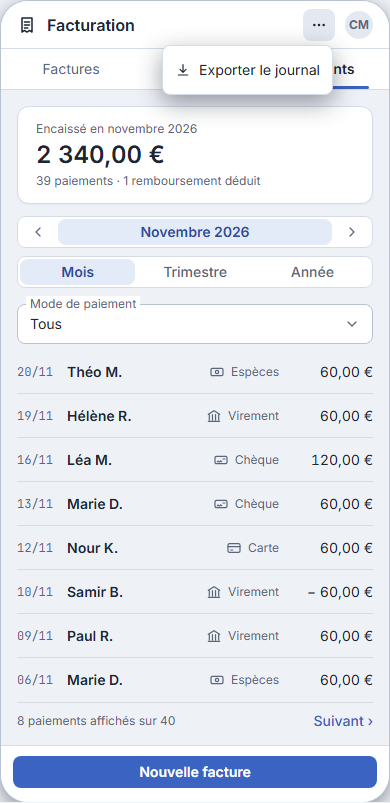 Facturation
CM
Factures
nts
Exporter le journal
Encaissé en novembre 2026
2 340,00 €
39 paiements · 1 remboursement déduit
Novembre 2026
Mois Trimestre Année
Mode de paiement
Tous
20/11 Théo M. Espèces 60,00 €
19/11 Hélène R. Virement 60,00 €
16/11 Léa M. Chèque 120,00 €
13/11 Marie D. Chèque 60,00 €
12/11 Nour K. Carte 60,00 €
10/11 Samir B. Virement − 60,00 €
09/11 Paul R. Virement 60,00 €
06/11 Marie D. Espèces 60,00 €
8 paiements affichés sur 40 Suivant ›
Nouvelle facture